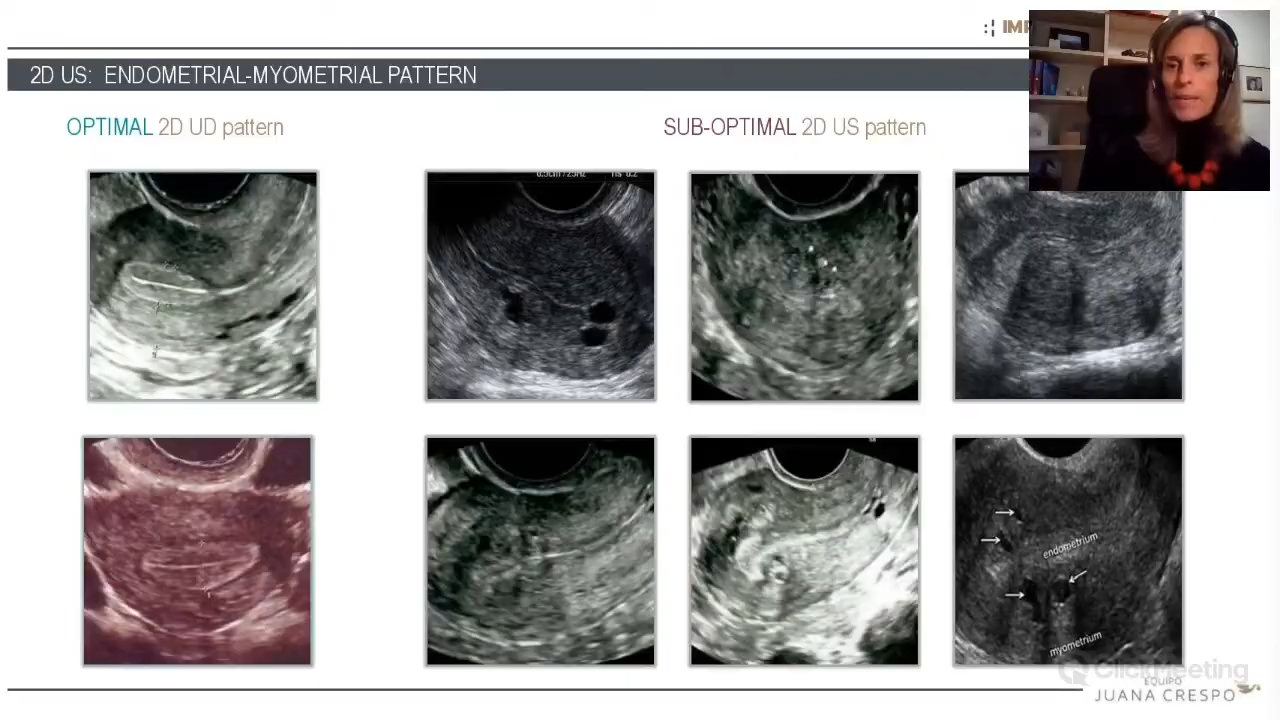 2D US: ENDOMETRIAL-MYOMETRIAL PATTERN
OPTIMAL 2D UD pattern
SUB-OPTIMAL 2D US pattern
endometrium
myometrium
ClickMeeting
EQUIPO
JUANA CRESPO